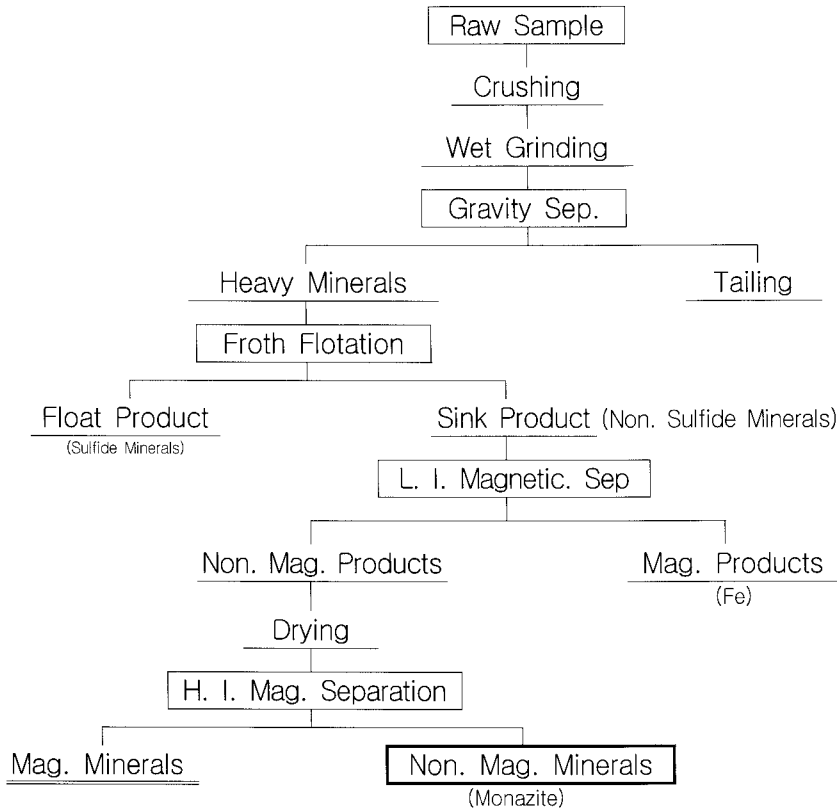 Raw Sample
Crushing
Wet Grinding
Gravity Sep.
Heavy Minerals
Tailing
Froth Flotation
Float Product
(Sulfide Minerals)
Sink Product (Non. Sulfide Minerals)
L. I. Magnetic. Sep
Non. Mag. Products
Mag. Products
(Fe)
Drying
H. I. Mag. Separation
Mag. Minerals
Non. Mag. Minerals
(Monazite)